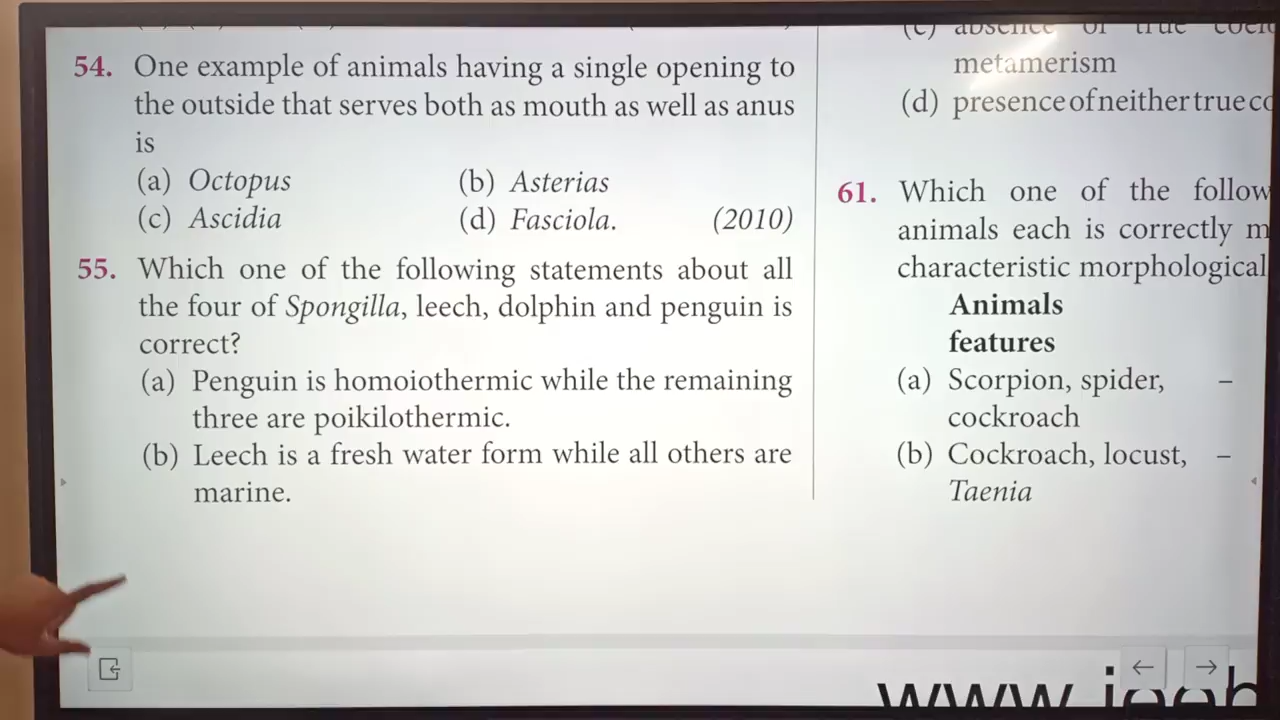 54. One example of animals having a single opening to
the outside that serves both as mouth as well as anus
is
(a) Octopus (b) Asterias
(c) Ascidia (d) Fasciola. (2010)
55. Which one of the following statements about all
the four of Spongilla, leech, dolphin and penguin is
correct?
(a) Penguin is homoiothermic while the remaining
three are poikilothermic.
(b) Leech is a fresh water form while all others are
marine.
(c) absence of true
metamerism
(d) presence of neither true
61. Which one of the
animals each is correctly
characteristic morphological
Animals
features
(a) Scorpion, spider, –
cockroach
(b) Cockroach, locust, –
Taenia
www.